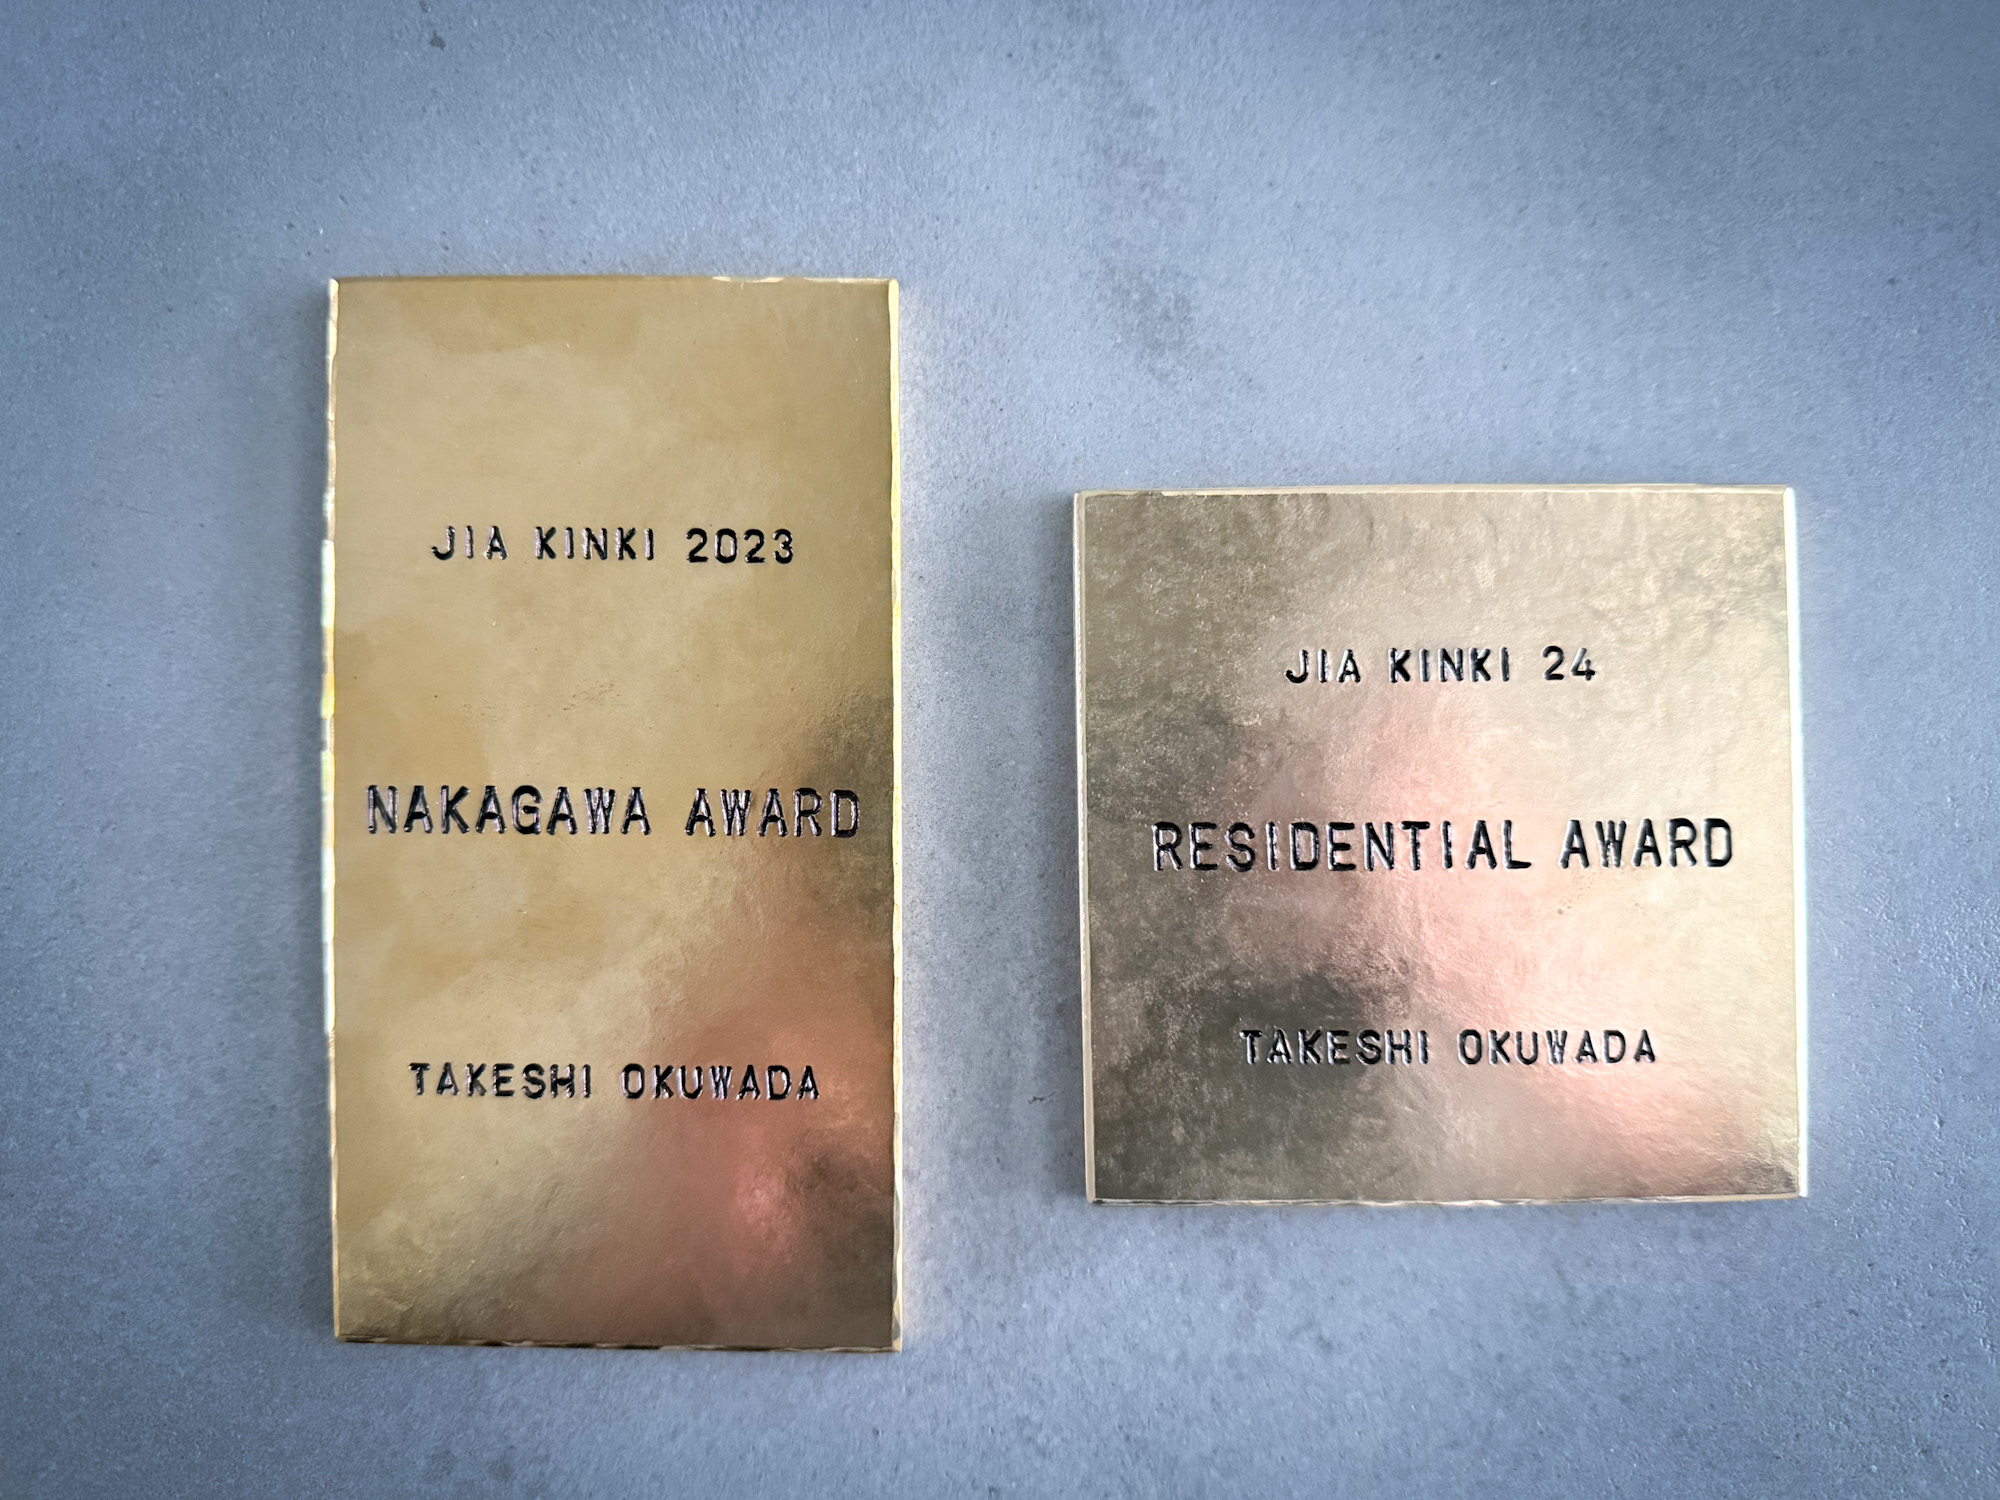 JIA KINKI 2023
NAKAGAWA AWARD
TAKESHI OKUWADA
JIA KINKI 24
RESIDENTIAL AWARD
TAKESHI OKUWADA